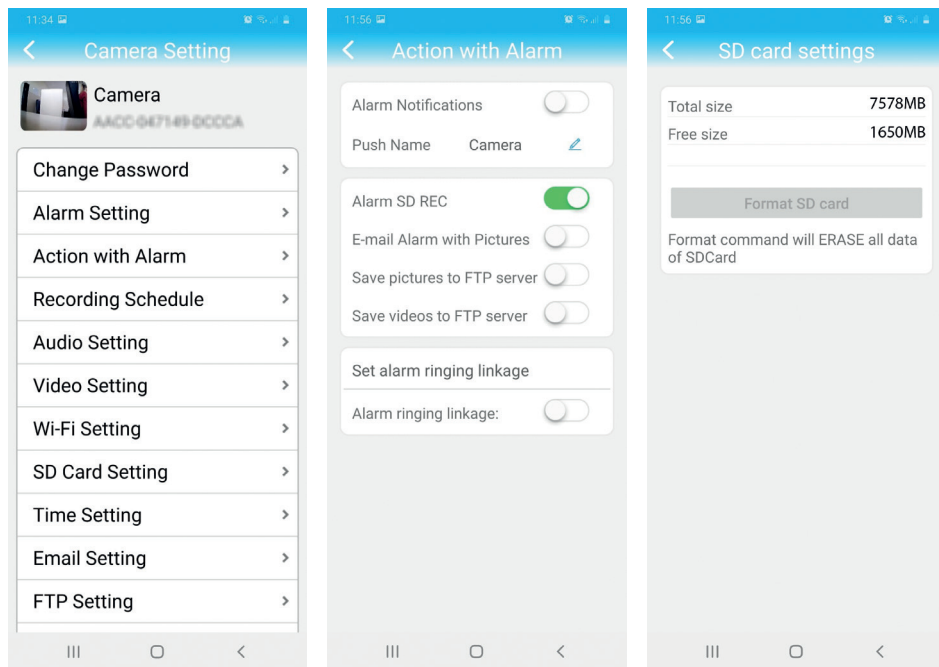 11:34
Camera Setting
Camera
Change Password
Alarm Setting
Action with Alarm
Recording Schedule
Audio Setting
Video Setting
Wi-Fi Setting
SD Card Setting
Time Setting
Email Setting
FTP Setting
11:56
Action with Alarm
Alarm Notifications
Push Name Camera
Alarm SD REC
E-mail Alarm with Pictures
Save pictures to FTP server
Save videos to FTP server
Set alarm ringing linkage
Alarm ringing linkage:
11:56
SD card settings
Total size 7578MB
Free size 1650MB
Format SD card
Format command will ERASE all data
of SDCard